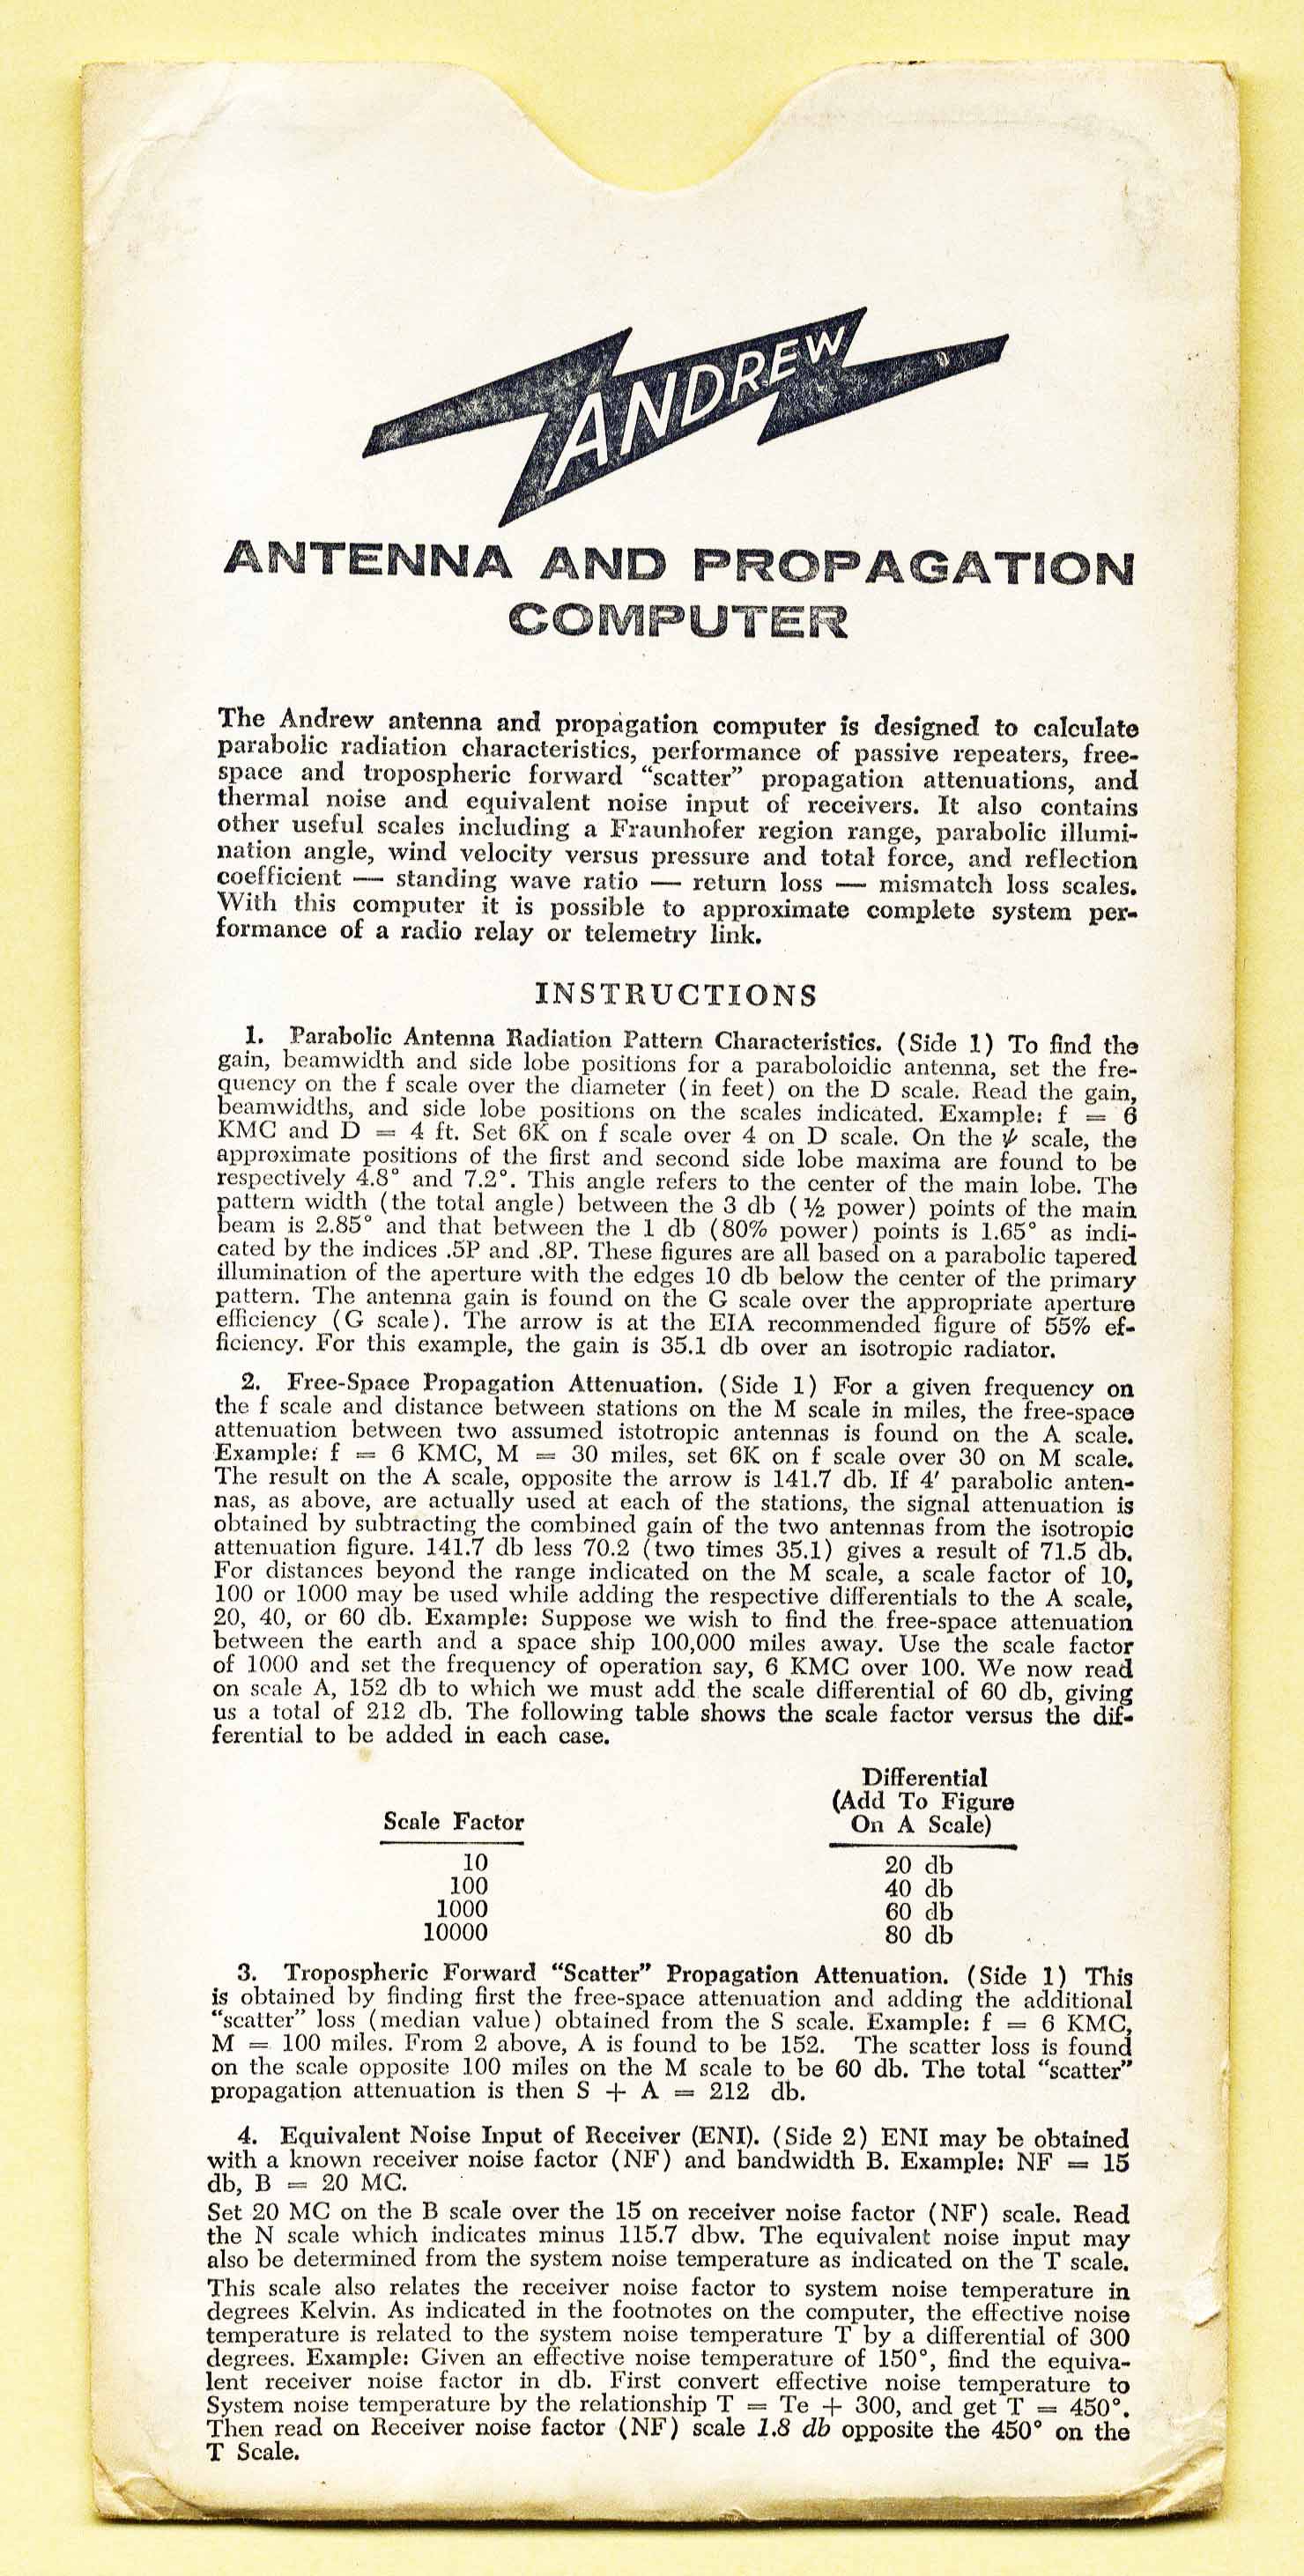 ANDREW
ANTENNA AND PROPAGATION
COMPUTER
The Andrew antenna and propagation computer is designed to calculate
parabolic radiation characteristics, performance of passive repeaters, free-
space and tropospheric forward “scatter” propagation attenuations, and
thermal noise and equivalent noise input of receivers. It also contains
other useful scales including a Fraunhofer region range, parabolic illumi-
nation angle, wind velocity versus pressure and total force, and reflection
coefficient — standing wave ratio — return loss — mismatch loss scales.
With this computer it is possible to approximate complete system per-
formance of a radio relay or telemetry link.
INSTRUCTIONS
1. Parabolic Antenna Radiation Pattern Characteristics. (Side 1) To find the
gain, beamwidth and side lobe positions for a paraboloidic antenna, set the fre-
quency on the f scale over the diameter (in feet) on the D scale. Read the gain,
beamwidths, and side lobe positions on the scales indicated. Example: f = 6
KMC and D = 4 ft. Set 6K on f scale over 4 on D scale. On the ψ scale, the
approximate positions of the first and second side lobe maxima are found to be
respectively 4.8° and 7.2°. This angle refers to the center of the main lobe. The
pattern width (the total angle) between the 3 db (½ power) points of the main
beam is 2.85° and that between the 1 db (80% power) points is 1.65° as indi-
cated by the indices .5P and .8P. These figures are all based on a parabolic tapered
illumination of the aperture with the edges 10 db below the center of the primary
pattern. The antenna gain is found on the G scale over the appropriate aperture
efficiency (G scale). The arrow is at the EIA recommended figure of 55% ef-
ficiency. For this example, the gain is 35.1 db over an isotropic radiator.
2. Free-Space Propagation Attenuation. (Side 1) For a given frequency on
the f scale and distance between stations on the M scale in miles, the free-space
attenuation between two assumed istotropic antennas is found on the A scale.
Example: f = 6 KMC, M = 30 miles, set 6K on f scale over 30 on M scale.
The result on the A scale, opposite the arrow is 141.7 db. If 4′ parabolic anten-
nas, as above, are actually used at each of the stations, the signal attenuation is
obtained by subtracting the combined gain of the two antennas from the isotropic
attenuation figure. 141.7 db less 70.2 (two times 35.1) gives a result of 71.5 db.
For distances beyond the range indicated on the M scale, a scale factor of 10,
100 or 1000 may be used while adding the respective differentials to the A scale,
20, 40, or 60 db. Example: Suppose we wish to find the free-space attenuation
between the earth and a space ship 100,000 miles away. Use the scale factor
of 1000 and set the frequency of operation say, 6 KMC over 100. We now read
on scale A, 152 db to which we must add the scale differential of 60 db, giving
us a total of 212 db. The following table shows the scale factor versus the dif-
ferential to be added in each case.
Differential
(Add To Figure
Scale Factor On A Scale)
10 20 db
100 40 db
1000 60 db
10000 80 db
3. Tropospheric Forward “Scatter” Propagation Attenuation. (Side 1) This
is obtained by finding first the free-space attenuation and adding the additional
“scatter” loss (median value) obtained from the S scale. Example: f = 6 KMC,
M = 100 miles. From 2 above, A is found to be 152. The scatter loss is found
on the scale opposite 100 miles on the M scale to be 60 db. The total “scatter”
propagation attenuation is then S + A = 212 db.
4. Equivalent Noise Input of Receiver (ENI). (Side 2) ENI may be obtained
with a known receiver noise factor (NF) and bandwidth B. Example: NF = 15
db, B = 20 MC.
Set 20 MC on the B scale over the 15 on receiver noise factor (NF) scale. Read
the N scale which indicates minus 115.7 dbw. The equivalent noise input may
also be determined from the system noise temperature as indicated on the T scale.
This scale also relates the receiver noise factor to system noise temperature in
degrees Kelvin. As indicated in the footnotes on the computer, the effective noise
temperature is related to the system noise temperature T by a differential of 300
degrees. Example: Given an effective noise temperature of 150°, find the equiva-
lent receiver noise factor in db. First convert effective noise temperature to
System noise temperature by the relationship T = Te + 300, and get T = 450°.
Then read on Receiver noise factor (NF) scale 1.8 db opposite the 450° on the
T Scale.